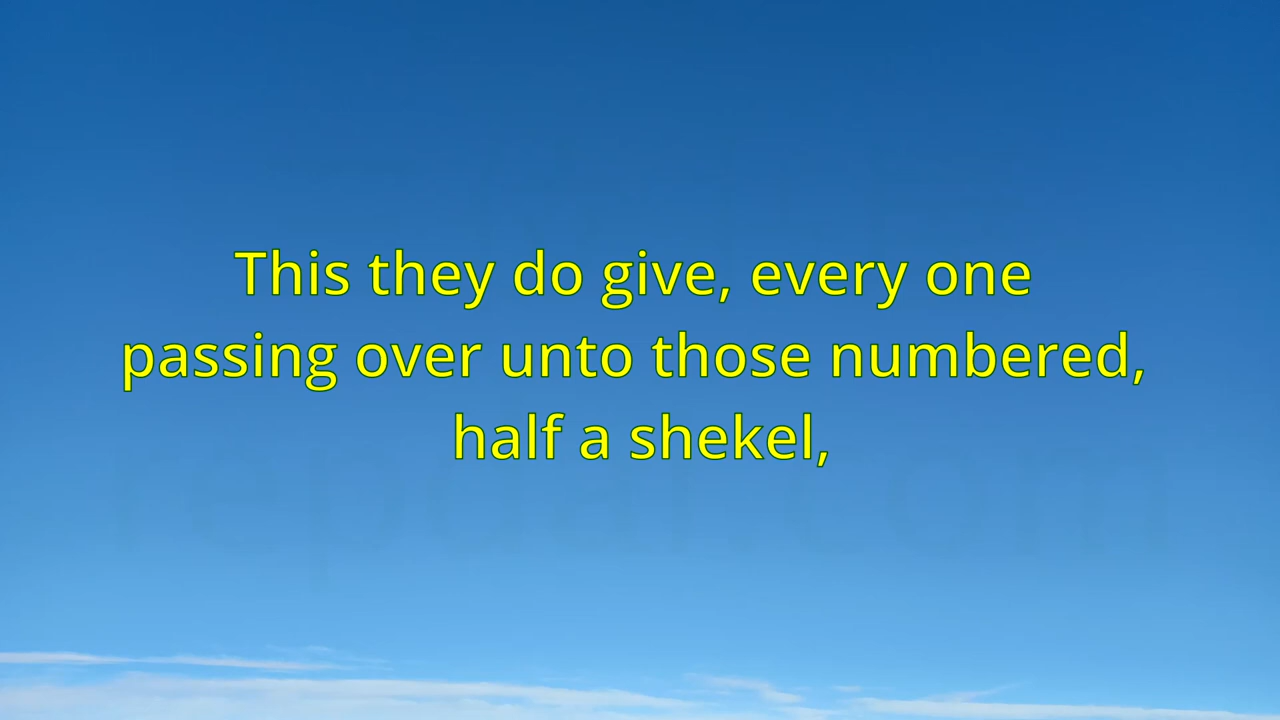 This they do give, every one
passing over unto those numbered,
half a shekel,